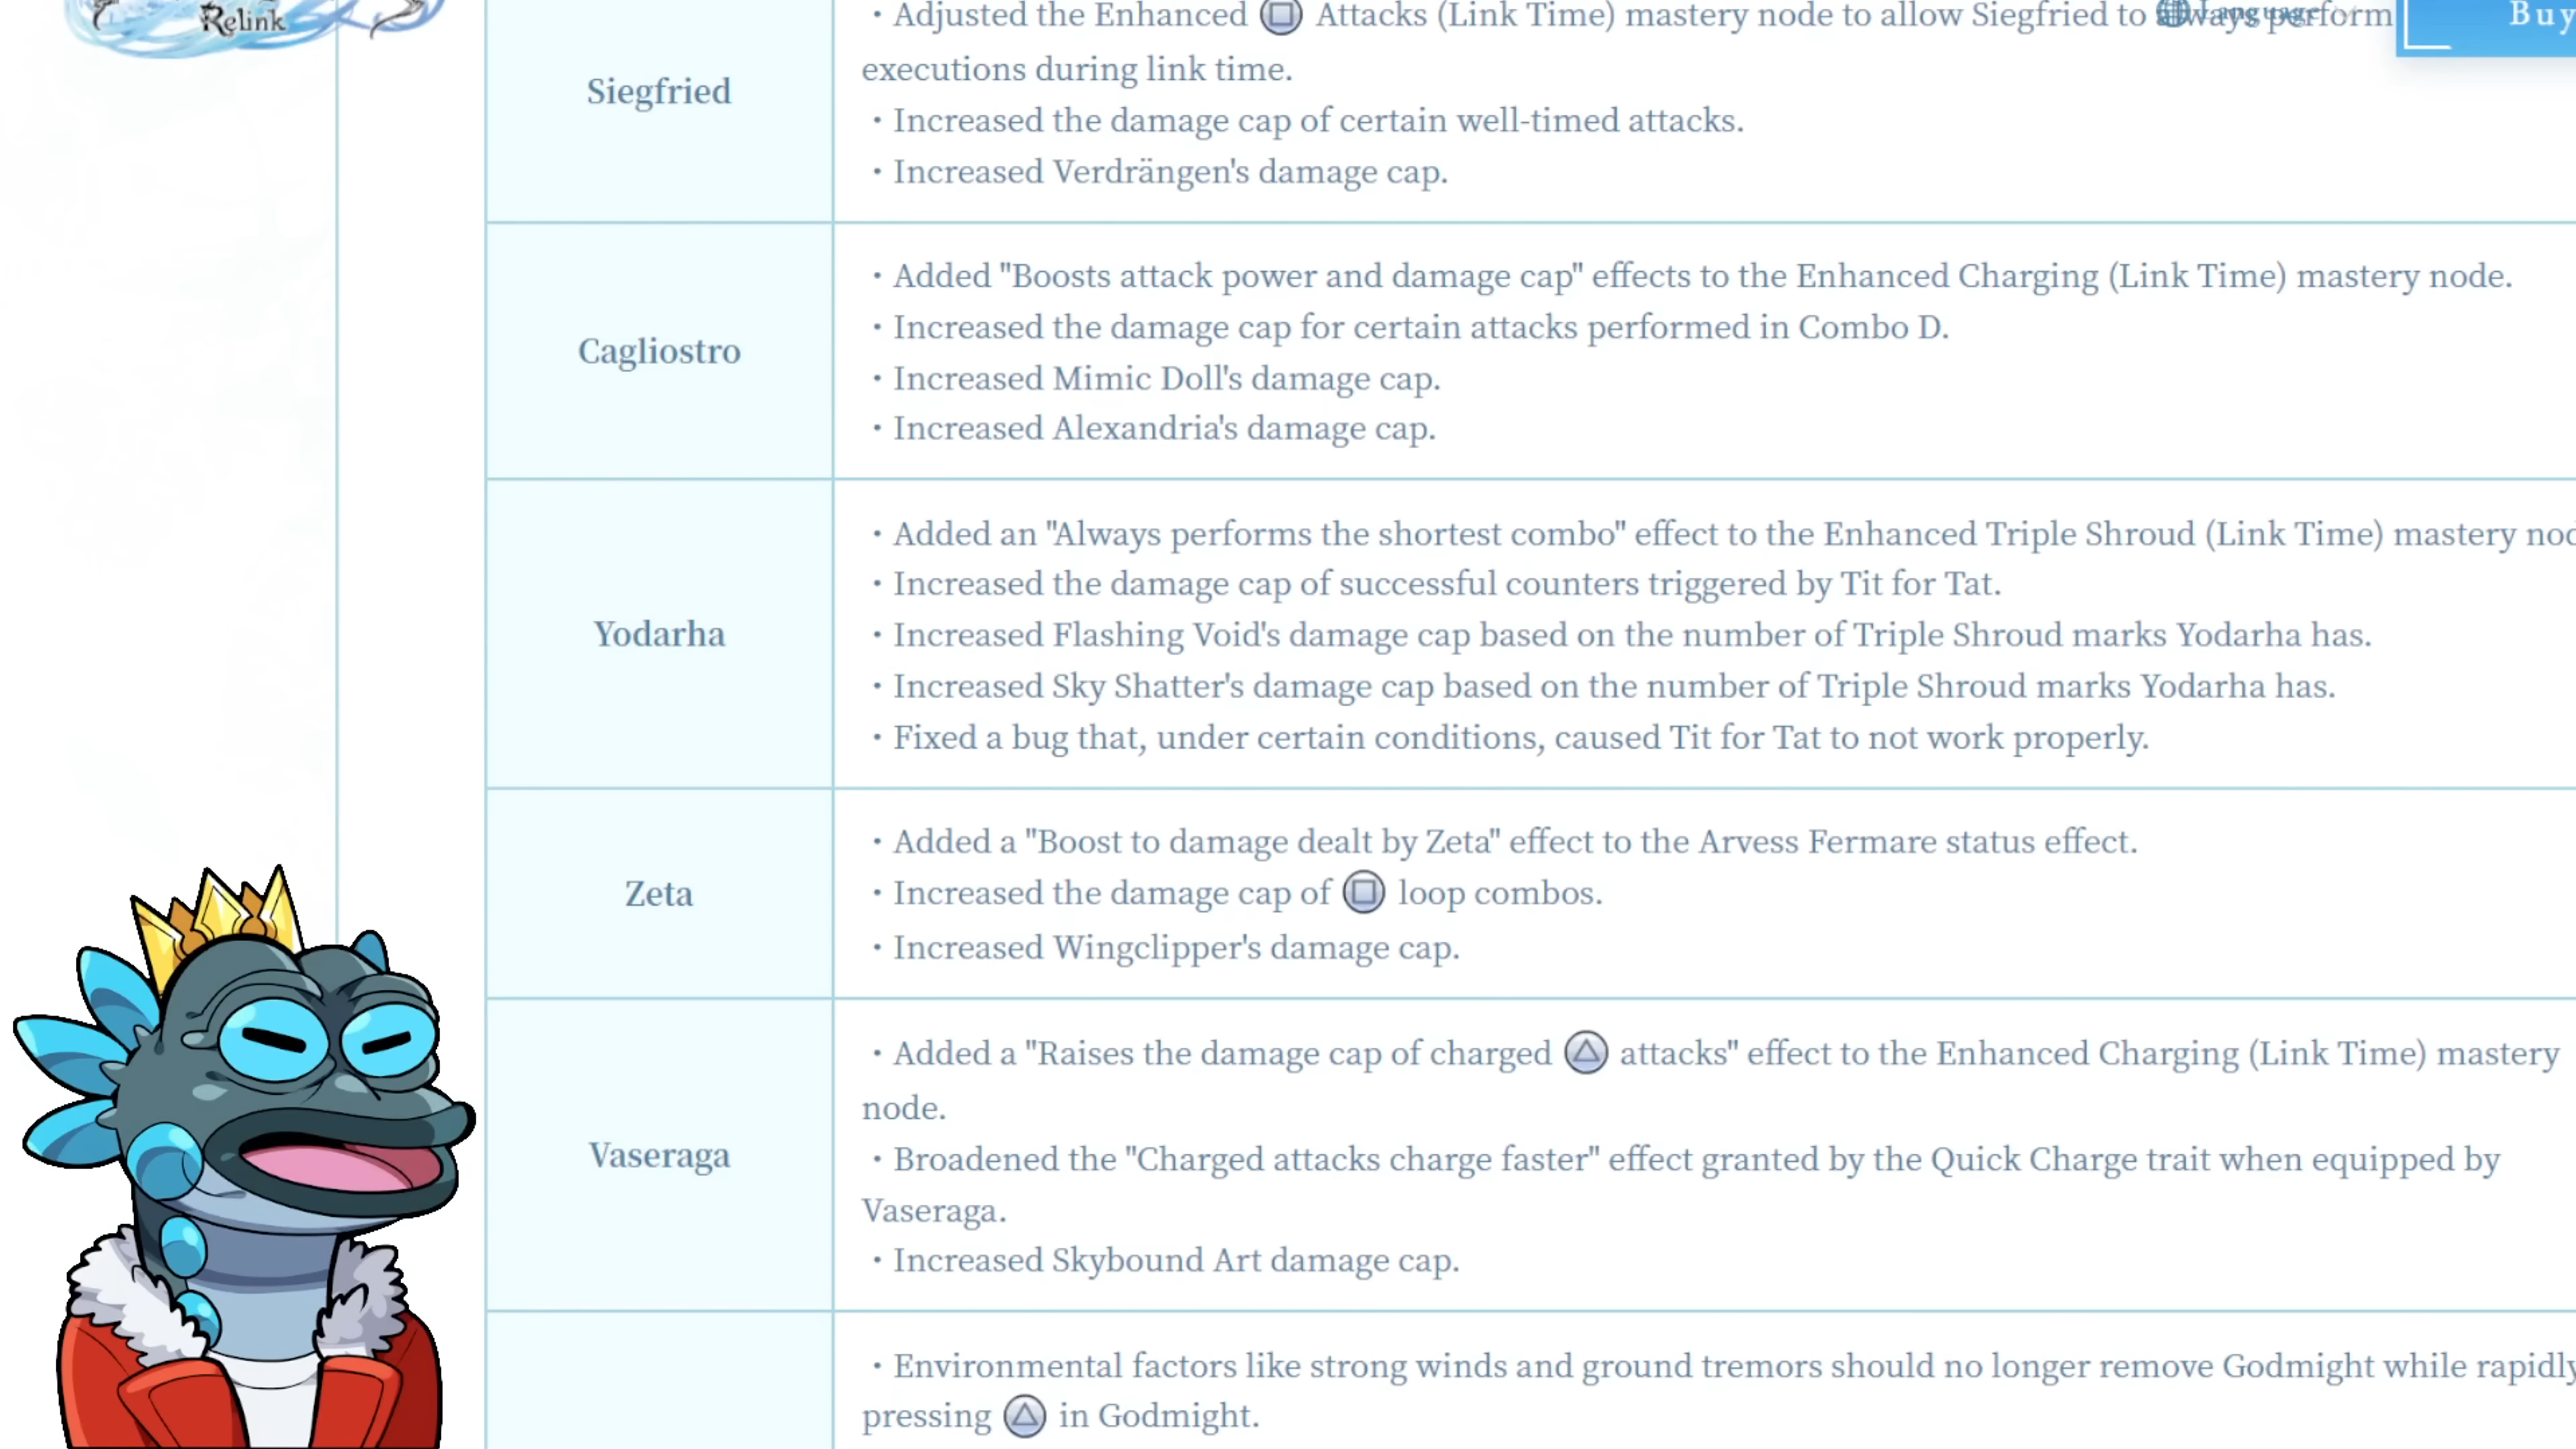 Relink
・Adjusted the Enhanced Attacks (Link Time) mastery node to allow Siegfried to always perform
Language
Buy
executions during link time.
Siegfried
・Increased the damage cap of certain well-timed attacks.
・Increased Verdrängen's damage cap.
Cagliostro
・Added "Boosts attack power and damage cap" effects to the Enhanced Charging (Link Time) mastery node.
・Increased the damage cap for certain attacks performed in Combo D.
・Increased Mimic Doll's damage cap.
・Increased Alexandria's damage cap.
Yodarha
・Added an "Always performs the shortest combo" effect to the Enhanced Triple Shroud (Link Time) mastery
・Increased the damage cap of successful counters triggered by Tit for Tat.
・Increased Flashing Void's damage cap based on the number of Triple Shroud marks Yodarha has.
・Increased Sky Shatter's damage cap based on the number of Triple Shroud marks Yodarha has.
・Fixed a bug that, under certain conditions, caused Tit for Tat to not work properly.
Zeta
・Added a "Boost to damage dealt by Zeta" effect to the Arvess Fermare status effect.
・Increased the damage cap of loop combos.
・Increased Wingclipper's damage cap.
Vaseraga
・Added a "Raises the damage cap of charged attacks" effect to the Enhanced Charging (Link Time) mastery
node.
・Broadened the "Charged attacks charge faster" effect granted by the Quick Charge trait when equipped by
Vaseraga.
・Increased Skybound Art damage cap.
・Environmental factors like strong winds and ground tremors should no longer remove Godmight while rapidly
pressing in Godmight.